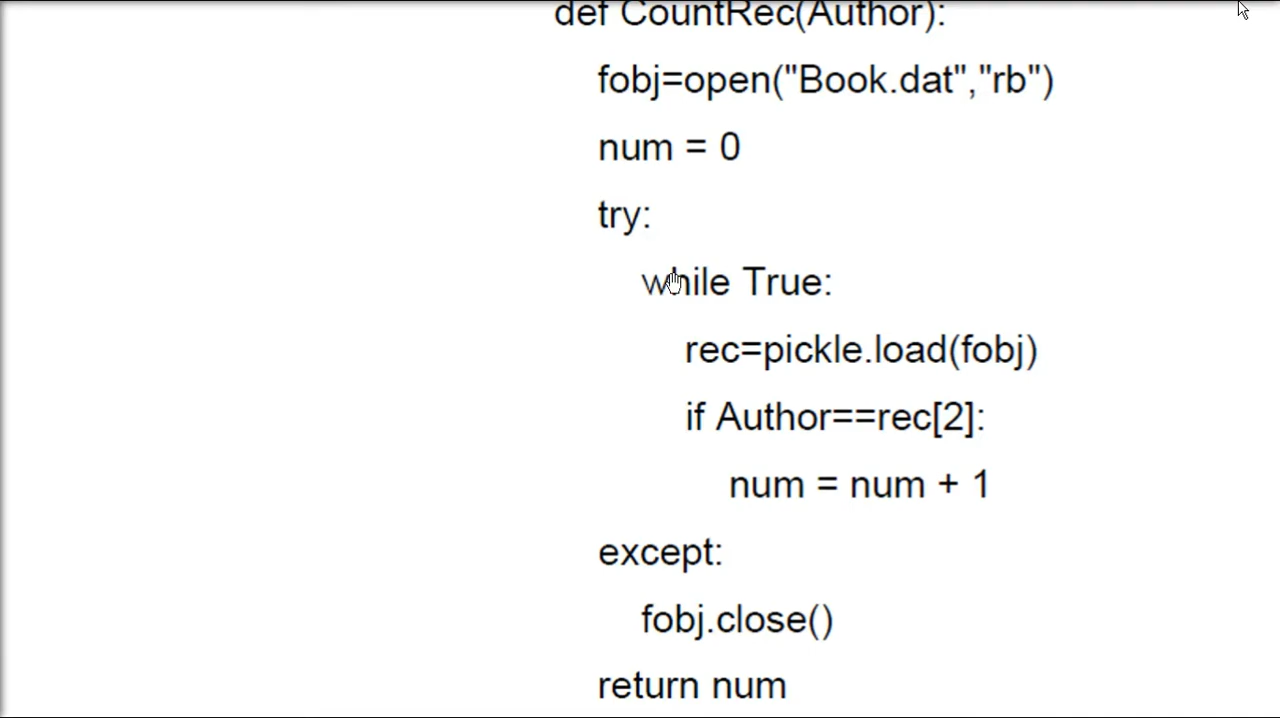 def CountRec(Author):
fobj=open("Book.dat","rb")
num = 0
try:
while True:
rec=pickle.load(fobj)
if Author==rec[2]:
num = num + 1
except:
fobj.close()
return num